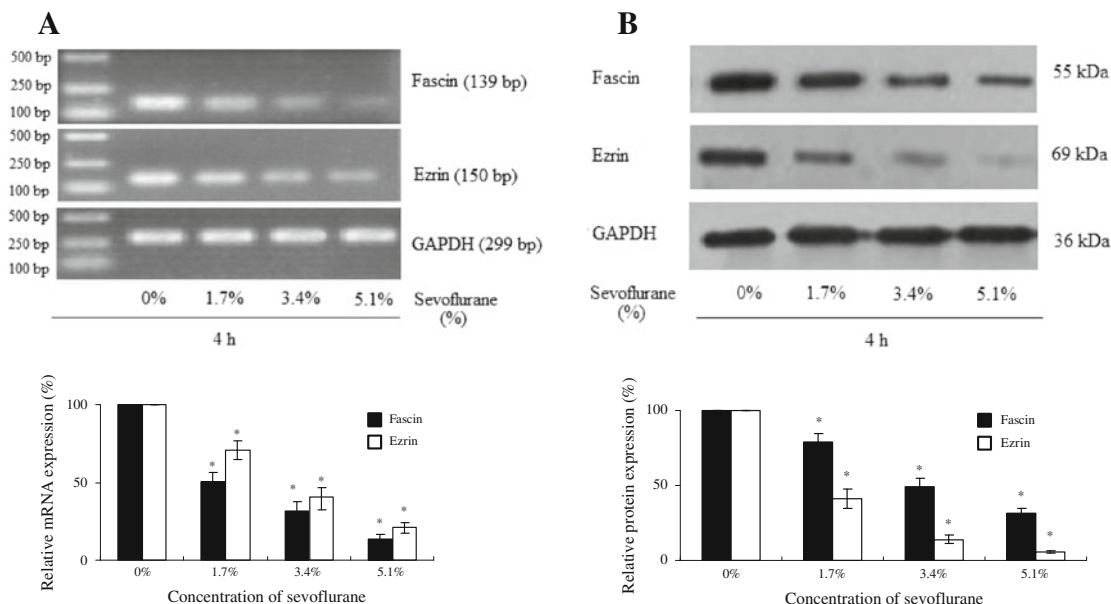 A
500 bp
250 bp
100 bp
Fascin (139 bp)
500 bp
250 bp
100 bp
Ezrin (150 bp)
500 bp
250 bp
100 bp
GAPDH (299 bp)
0% 1.7% 3.4% 5.1% Sevoflurane
(%)
4 h
Relative mRNA expression (%)
100
50
0
Fascin
Ezrin
* * * * * *
0% 1.7% 3.4% 5.1%
Concentration of sevoflurane
B
Fascin 55 kDa
Ezrin 69 kDa
GAPDH 36 kDa
Sevoflurane 0% 1.7% 3.4% 5.1%
(%)
4 h
Relative protein expression (%)
100
50
0
Fascin
Ezrin
* * * * * *
0% 1.7% 3.4% 5.1%
Concentration of sevoflurane